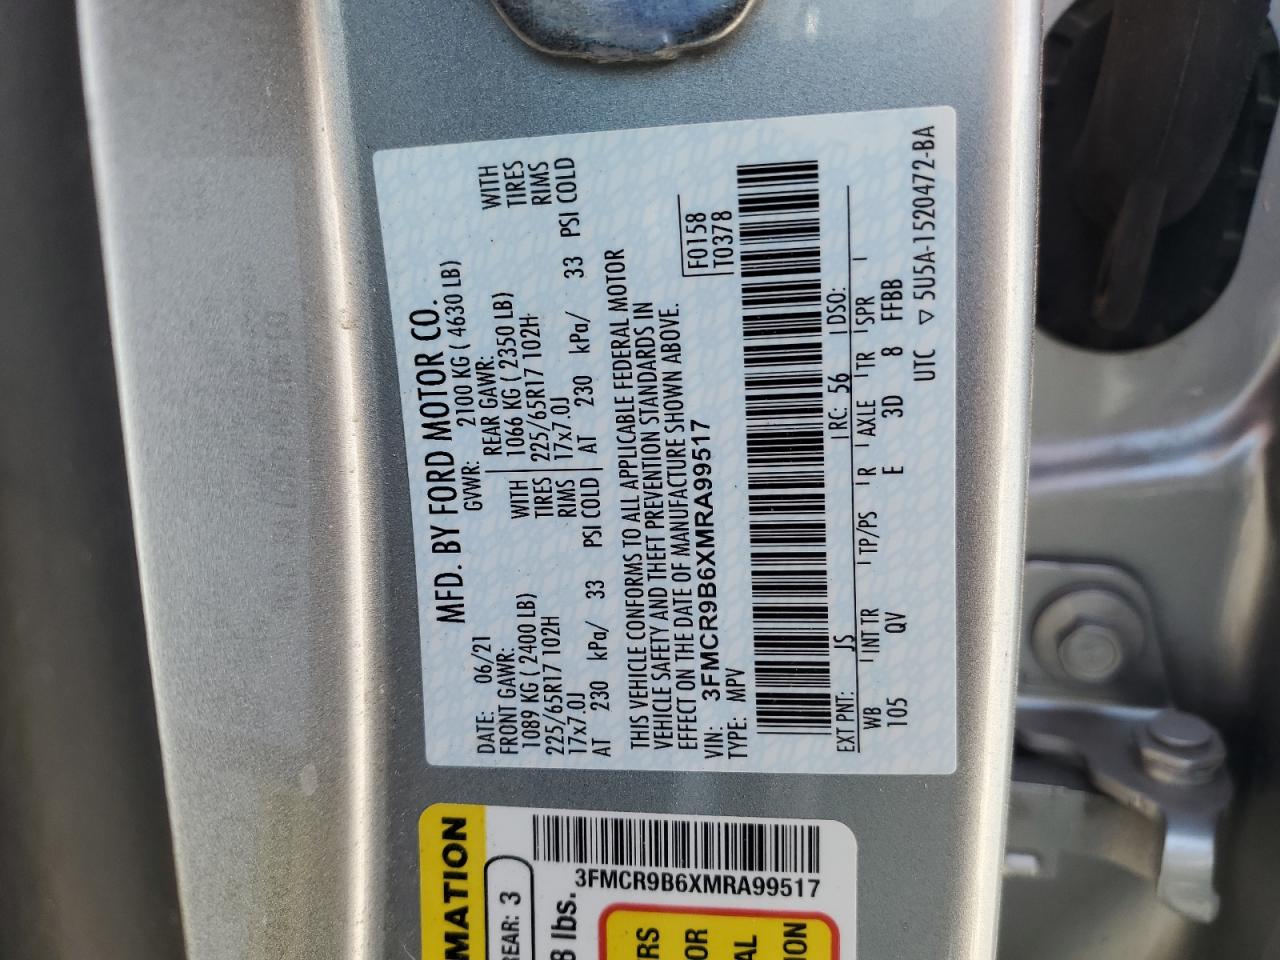 MFD. BY FORD MOTOR CO.
DATE: 06/21 GVWR: 2100 KG ( 4630 LB)
FRONT GAWR: REAR GAWR:
1089 KG ( 2400 LB) WITH 1066 KG ( 2350 LB) WITH
225/65R17 102H TIRES 225/65R17 102H TIRES
17x7.0J RIMS 17x7.0J RIMS
AT 230 kPa/ 33 PSI COLD AT 230 kPa/ 33 PSI COLD
THIS VEHICLE CONFORMS TO ALL APPLICABLE FEDERAL MOTOR
VEHICLE SAFETY AND THEFT PREVENTION STANDARDS IN
EFFECT ON THE DATE OF MANUFACTURE SHOWN ABOVE.
VIN: 3FMCR9B6XMRA99517 F0158
TYPE: MPV T0378
EXT PNT: JS RC: 56 DSO:
WB INT TR TP/PS R AXLE TR SPR
105 QV E 3D 8 FFBB
UTC ▽ 5U5A-1520472-BA
MATION
REAR: 3
8 lbs.
3FMCR9B6XMRA99517
RS
OR
AL
ION